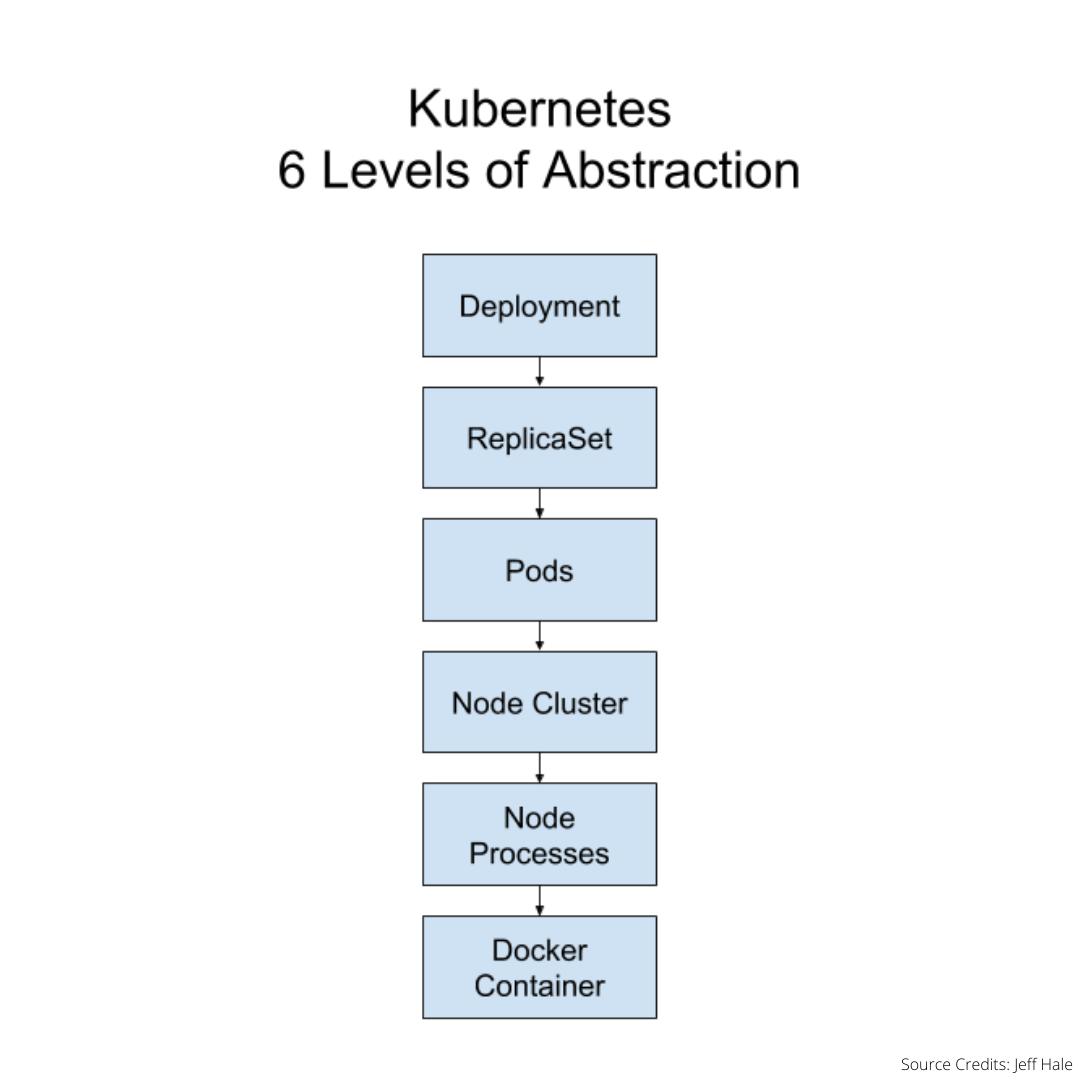 Kubernetes
6 Levels of Abstraction
Deployment
ReplicaSet
Pods
Node Cluster
Node
Processes
Docker
Container
Source Credits: Jeff Hale